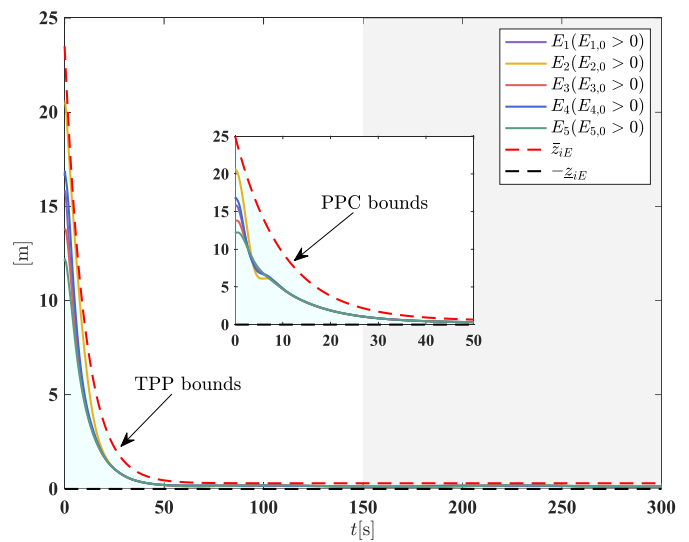 25
20
15
10
5
0
[m]
0
50
100
150
200
250
300
t[s]
E₁(E₁,₀ > 0)
E₂(E₂,₀ > 0)
E₃(E₃,₀ > 0)
E₄(E₄,₀ > 0)
E₅(E₅,₀ > 0)
z̅_{iE}
−z̲_{iE}
25
20
15
10
5
0
0
10
20
30
40
50
PPC bounds
TPP bounds